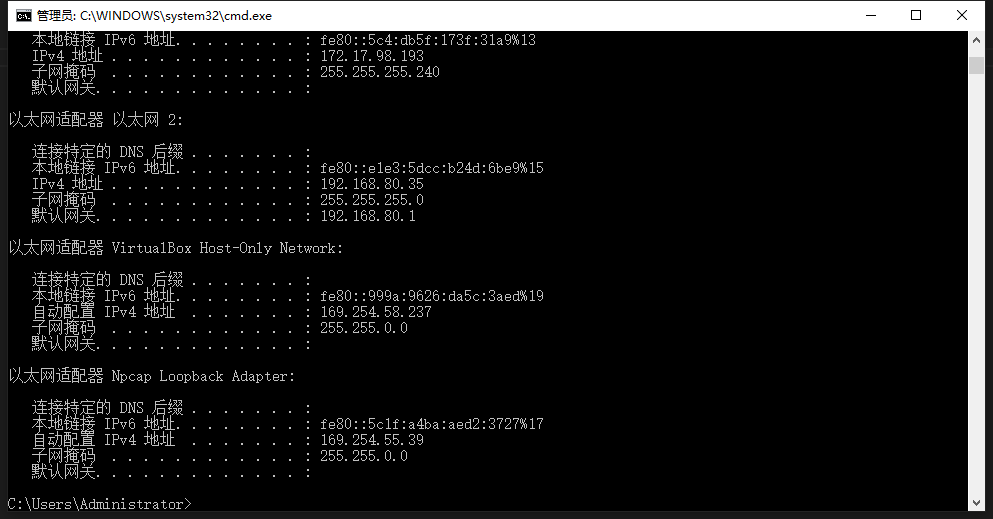 管理员: C:\WINDOWS\system32\cmd.exe
本地链接 IPv6 地址. . . . . . . . : fe80::5c4:db5f:173f:31a9%13
IPv4 地址 . . . . . . . . . . . . : 172.17.98.193
子网掩码  . . . . . . . . . . . . : 255.255.255.240
默认网关. . . . . . . . . . . . . :
以太网适配器 以太网 2:
连接特定的 DNS 后缀 . . . . . . . :
本地链接 IPv6 地址. . . . . . . . : fe80::e1e3:5dcc:b24d:6be9%15
IPv4 地址 . . . . . . . . . . . . : 192.168.80.35
子网掩码  . . . . . . . . . . . . : 255.255.255.0
默认网关. . . . . . . . . . . . . : 192.168.80.1
以太网适配器 VirtualBox Host-Only Network:
连接特定的 DNS 后缀 . . . . . . . :
本地链接 IPv6 地址. . . . . . . . : fe80::999a:9626:da5c:3aed%19
自动配置 IPv4 地址  . . . . . . . : 169.254.58.237
子网掩码  . . . . . . . . . . . . : 255.255.0.0
默认网关. . . . . . . . . . . . . :
以太网适配器 Npcap Loopback Adapter:
连接特定的 DNS 后缀 . . . . . . . :
本地链接 IPv6 地址. . . . . . . . : fe80::5c1f:a4ba:aed2:3727%17
自动配置 IPv4 地址  . . . . . . . : 169.254.55.39
子网掩码  . . . . . . . . . . . . : 255.255.0.0
默认网关. . . . . . . . . . . . . :
C:\Users\Administrator>